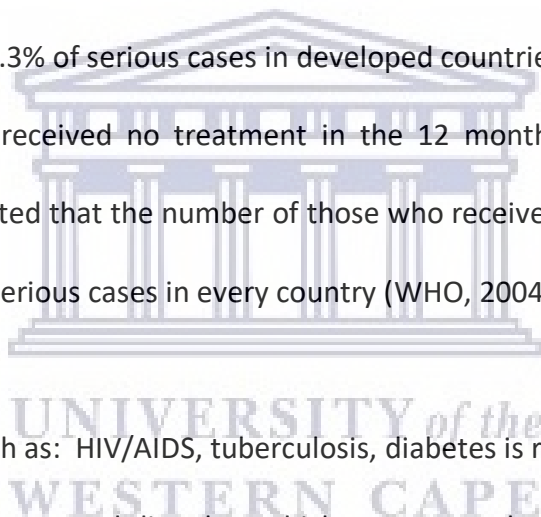 .3% of serious cases in developed countrie
received no treatment in the 12 month
ted that the number of those who receive
erious cases in every country (WHO, 2004
h as: HIV/AIDS, tuberculosis, diabetes is r
UNIVERSITY of the
WESTERN CAPE